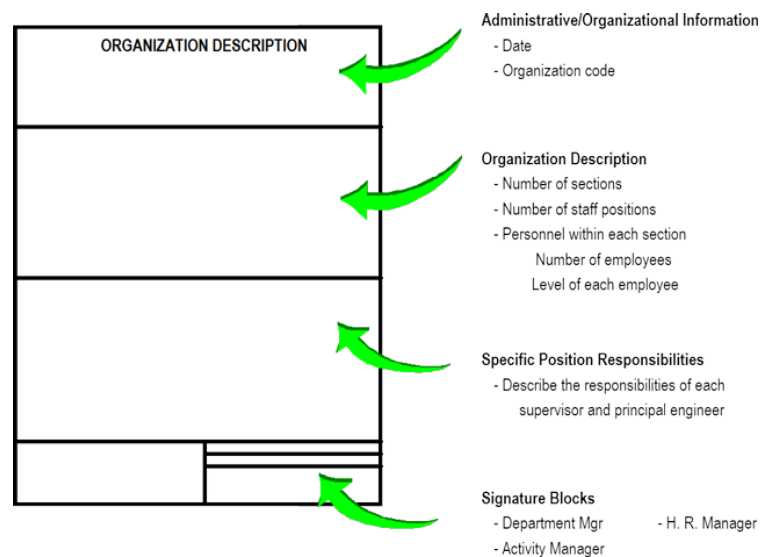 ORGANIZATION DESCRIPTION
Administrative/Organizational Information
- Date
- Organization code
Organization Description
- Number of sections
- Number of staff positions
- Personnel within each section
Number of employees
Level of each employee
Specific Position Responsibilities
- Describe the responsibilities of each
supervisor and principal engineer
Signature Blocks
- Department Mgr - H. R. Manager
- Activity Manager